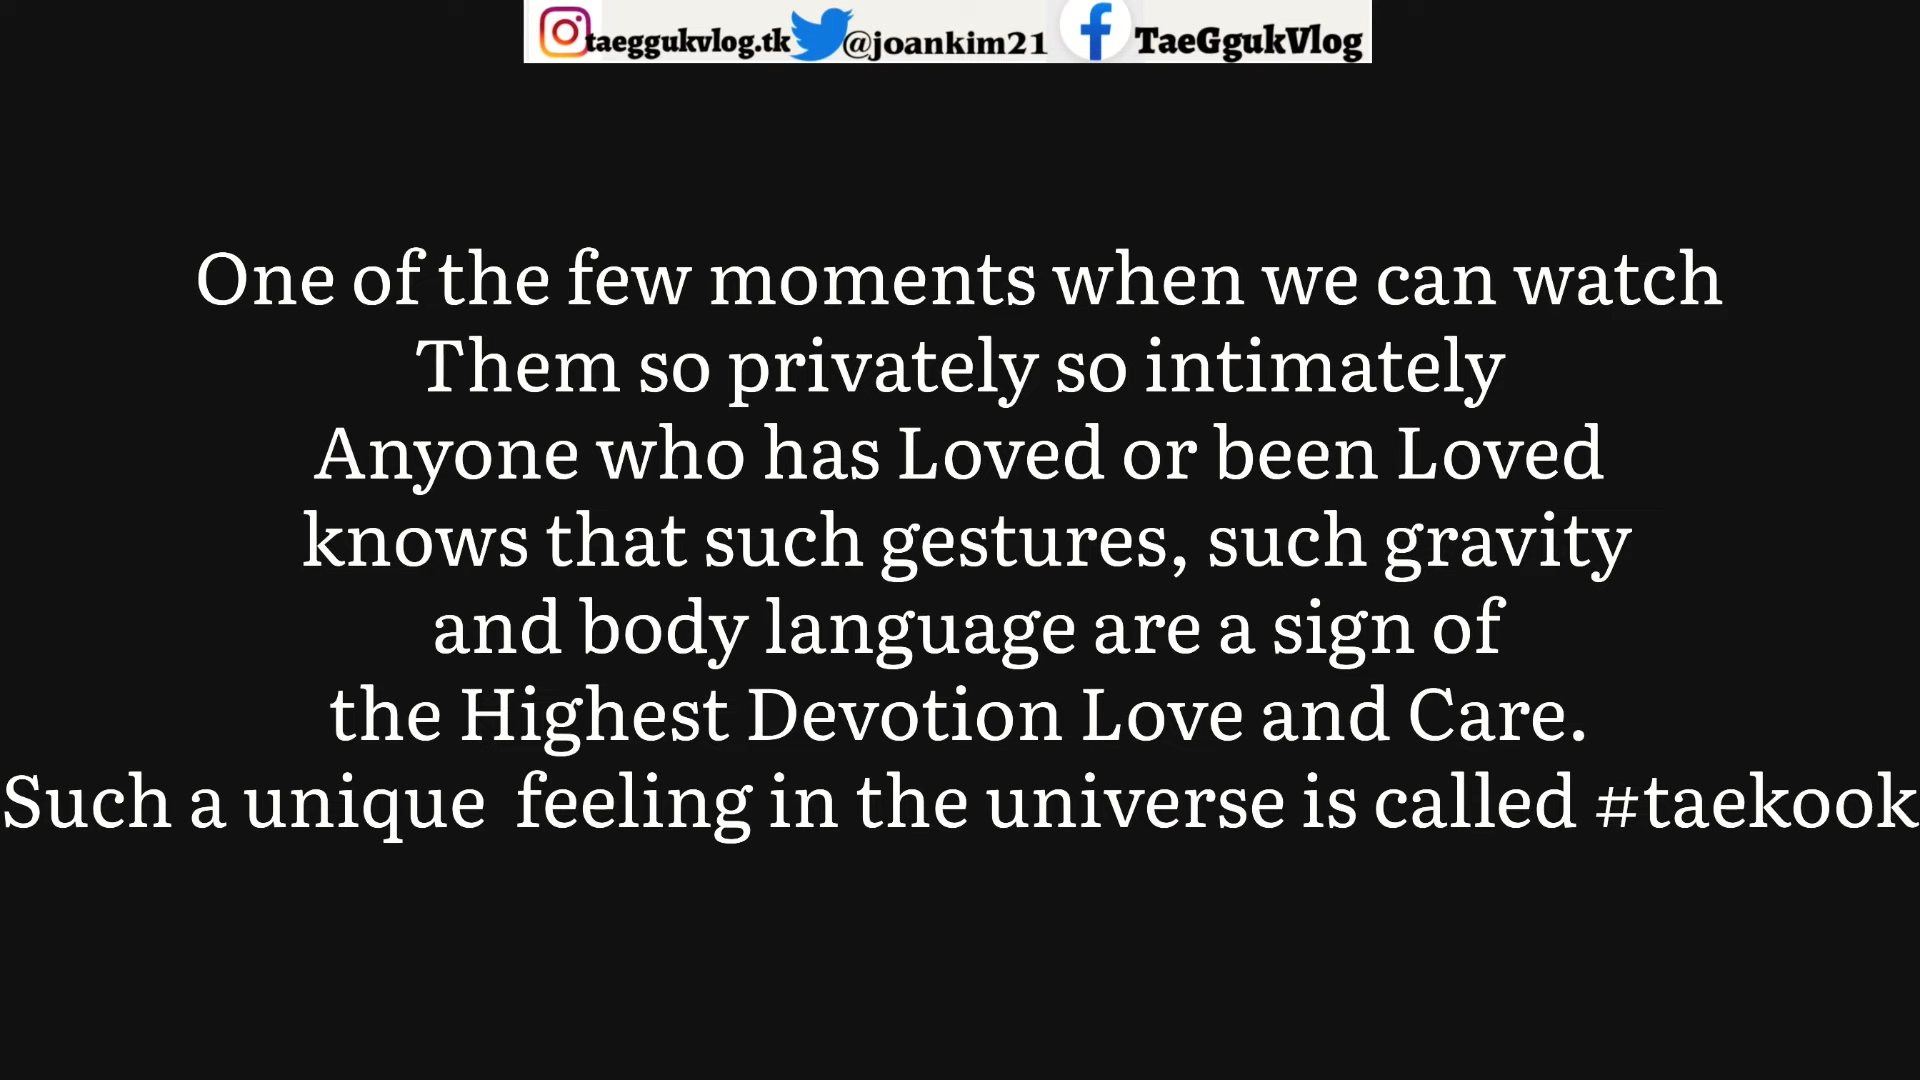 taeggukvlog.tk @joankim21 TaeGgukVlog
One of the few moments when we can watch
Them so privately so intimately
Anyone who has Loved or been Loved
knows that such gestures, such gravity
and body language are a sign of
the Highest Devotion Love and Care.
Such a unique  feeling in the universe is called #taekook